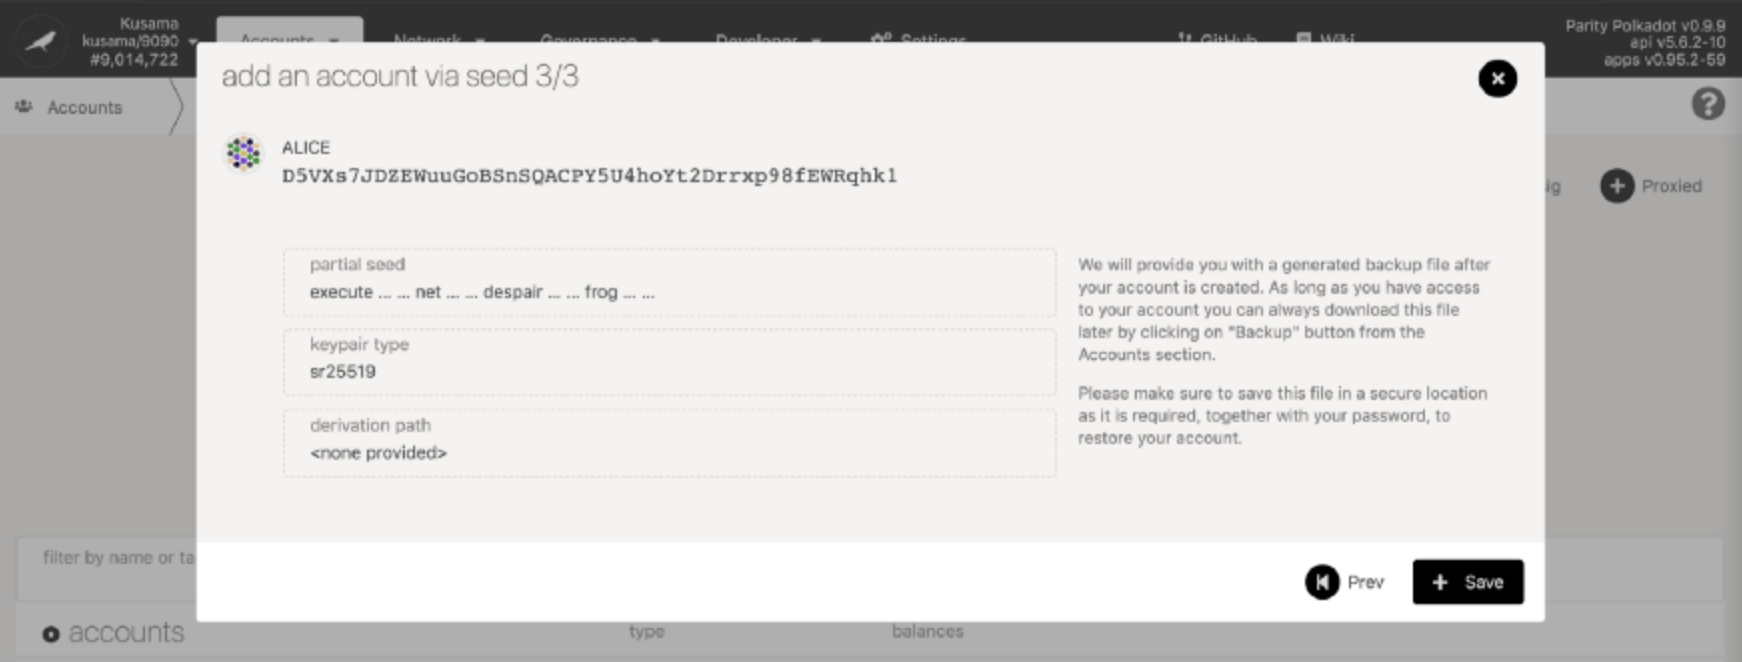 Kusama
kusama/9090
#9,014,722
Accounts
Network
Governance
Developer
Settings
GitHub
Wiki
Parity Polkadot v0.9.9
api v5.6.2-10
apps v0.95.2-59
Accounts
add an account via seed 3/3
ALICE
D5VXs7JDZEWuuGoBSnSQACPY5U4hoYt2Drrxp98fEWRqhk1
Proxied
partial seed
execute ... ... net ... ... despair ... ... frog ... ...
keypair type
sr25519
derivation path
<none provided>
We will provide you with a generated backup file after
your account is created. As long as you have access
to your account you can always download this file
later by clicking on "Backup" button from the
Accounts section.
Please make sure to save this file in a secure location
as it is required, together with your password, to
restore your account.
filter by name or ta
Prev
Save
accounts
type
balances